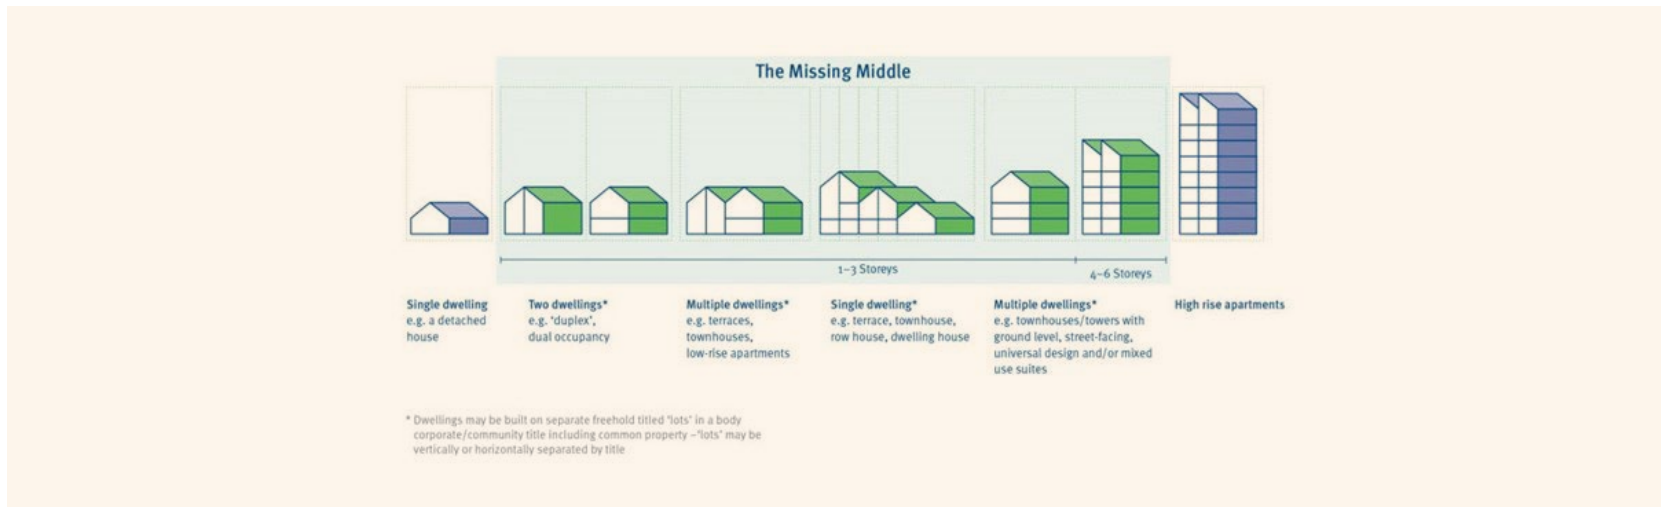 The Missing Middle
1–3 Storeys
4–6 Storeys
Single dwelling
e.g. a detached
house
Two dwellings*
e.g. ‘duplex’,
dual occupancy
Multiple dwellings*
e.g. terraces,
townhouses,
low-rise apartments
Single dwelling*
e.g. terrace, townhouse,
row house, dwelling house
Multiple dwellings*
e.g. townhouses/towers with
ground level, street-facing,
universal design and/or mixed
use suites
High rise apartments
* Dwellings may be built on separate freehold titled ‘lots’ in a body
corporate/community title including common property –‘lots’ may be
vertically or horizontally separated by title